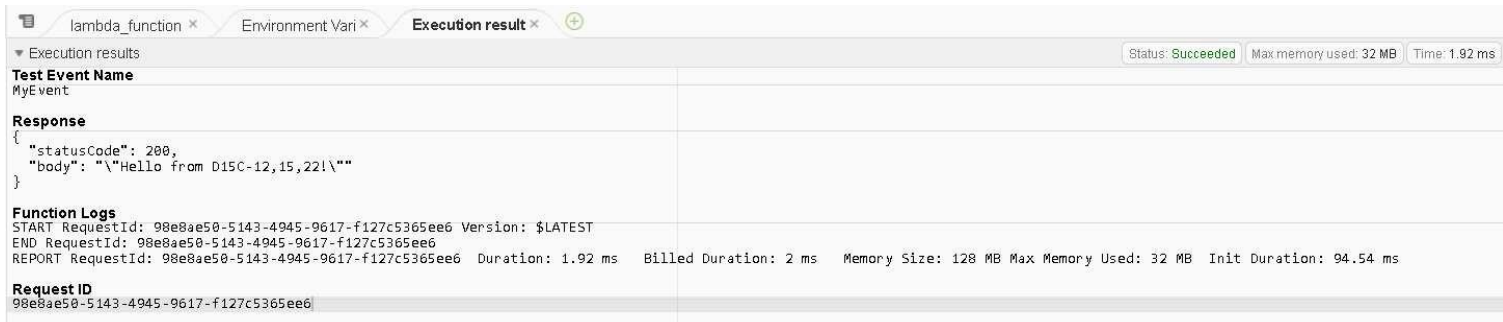 lambda_function ×
Environment Vari ×
Execution result ×
Execution results
Status: Succeeded
Max memory used: 32 MB
Time: 1.92 ms
Test Event Name
MyEvent
Response
{
  "statusCode": 200,
  "body": "\"Hello from D15C-12,15,22!\""
}
Function Logs
START RequestId: 98e8ae50-5143-4945-9617-f127c5365ee6 Version: $LATEST
END RequestId: 98e8ae50-5143-4945-9617-f127c5365ee6
REPORT RequestId: 98e8ae50-5143-4945-9617-f127c5365ee6  Duration: 1.92 ms   Billed Duration: 2 ms   Memory Size: 128 MB Max Memory Used: 32 MB  Init Duration: 94.54 ms
Request ID
98e8ae50-5143-4945-9617-f127c5365ee6